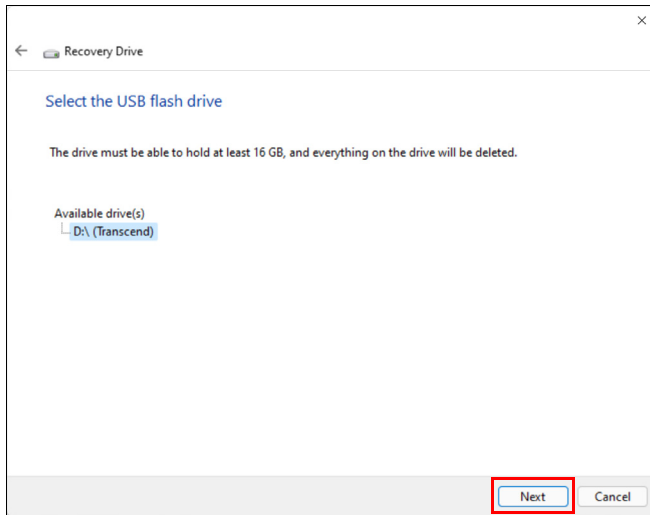 Recovery Drive
Select the USB flash drive
The drive must be able to hold at least 16 GB, and everything on the drive will be deleted.
Available drive(s)
D:\ (Transcend)
Next Cancel